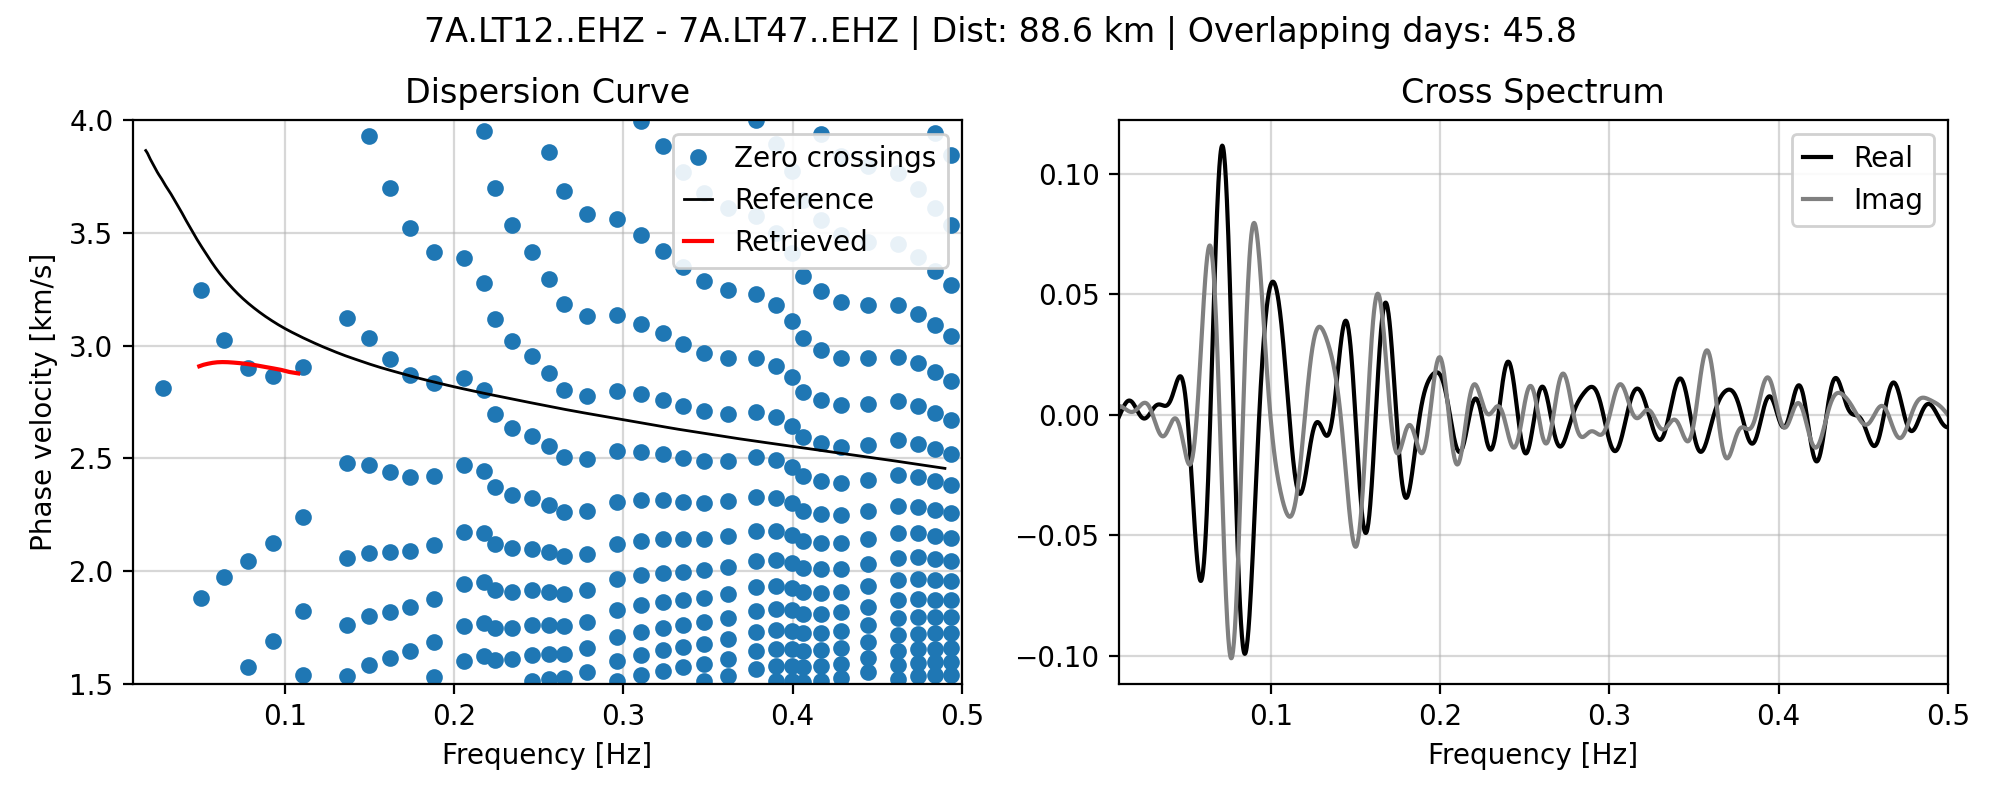 7A.LT12..EHZ - 7A.LT47..EHZ | Dist: 88.6 km | Overlapping days: 45.8
Dispersion Curve
4.0
3.5
3.0
2.5
2.0
1.5
Phase velocity [km/s]
0.1 0.2 0.3 0.4 0.5
Frequency [Hz]
Zero crossings
Reference
Retrieved
Cross Spectrum
0.10
0.05
0.00
−0.05
−0.10
0.1 0.2 0.3 0.4 0.5
Frequency [Hz]
Real
Imag